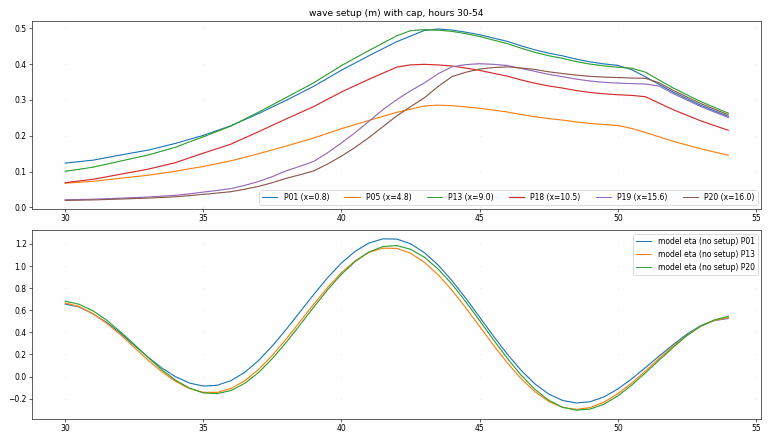 wave setup (m) with cap, hours 30-54
0.5
0.4
0.3
0.2
0.1
0.0
P01 (x=0.8) P05 (x=4.8) P13 (x=9.0) P18 (x=10.5) P19 (x=15.6) P20 (x=16.0)
30 35 40 45 50 55
model eta (no setup) P01
model eta (no setup) P13
model eta (no setup) P20
1.2
1.0
0.8
0.6
0.4
0.2
0.0
−0.2
30 35 40 45 50 55